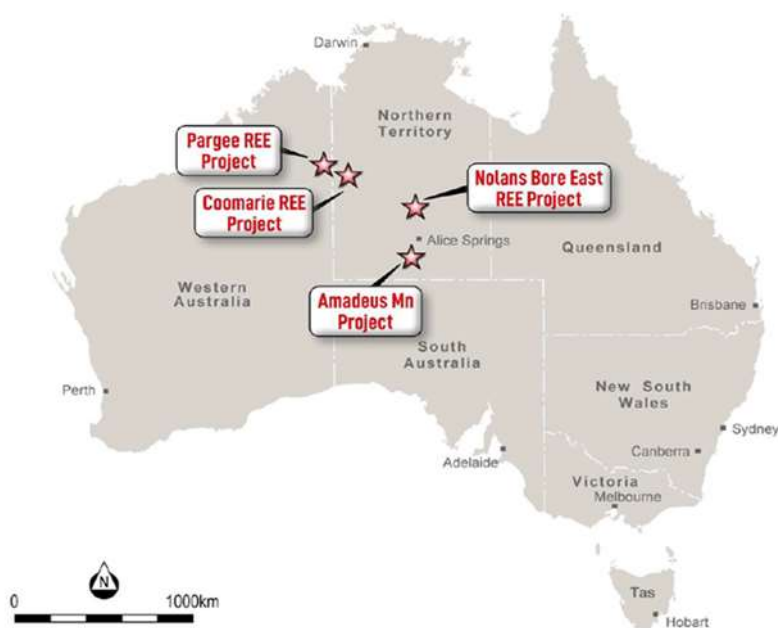 Darwin
Northern
Territory
Pargee REE
Project
Coomarie REE
Project
Nolans Bore East
REE Project
Alice Springs
Queensland
Western
Australia
Amadeus Mn
Project
Brisbane
South
Australia
New South
Wales
Perth
Sydney
Canberra
Adelaide
Victoria
Melbourne
N
0 1000km
Tas
Hobart